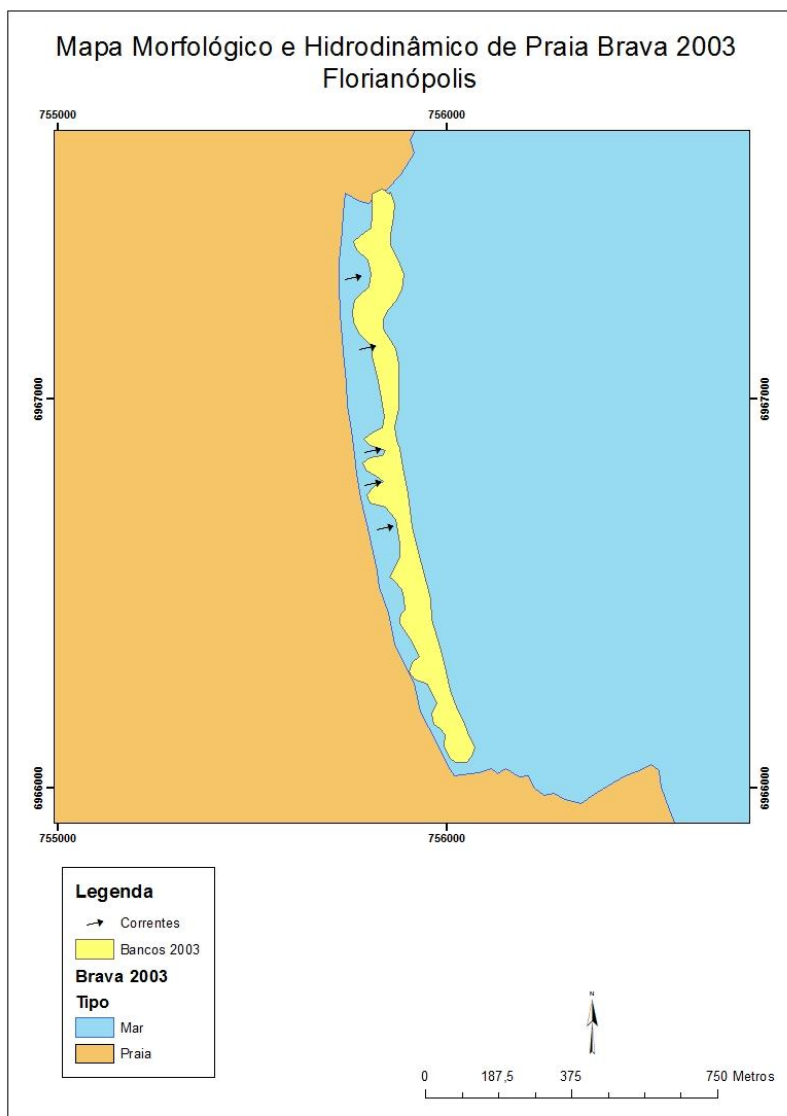 Mapa Morfológico e Hidrodinâmico de Praia Brava 2003
Florianópolis
755000 756000
6967000 6967000
6966000 6966000
755000 756000
Legenda
Correntes
Bancos 2003
Brava 2003
Tipo
Mar
Praia
N
0 187,5 375 750 Metros